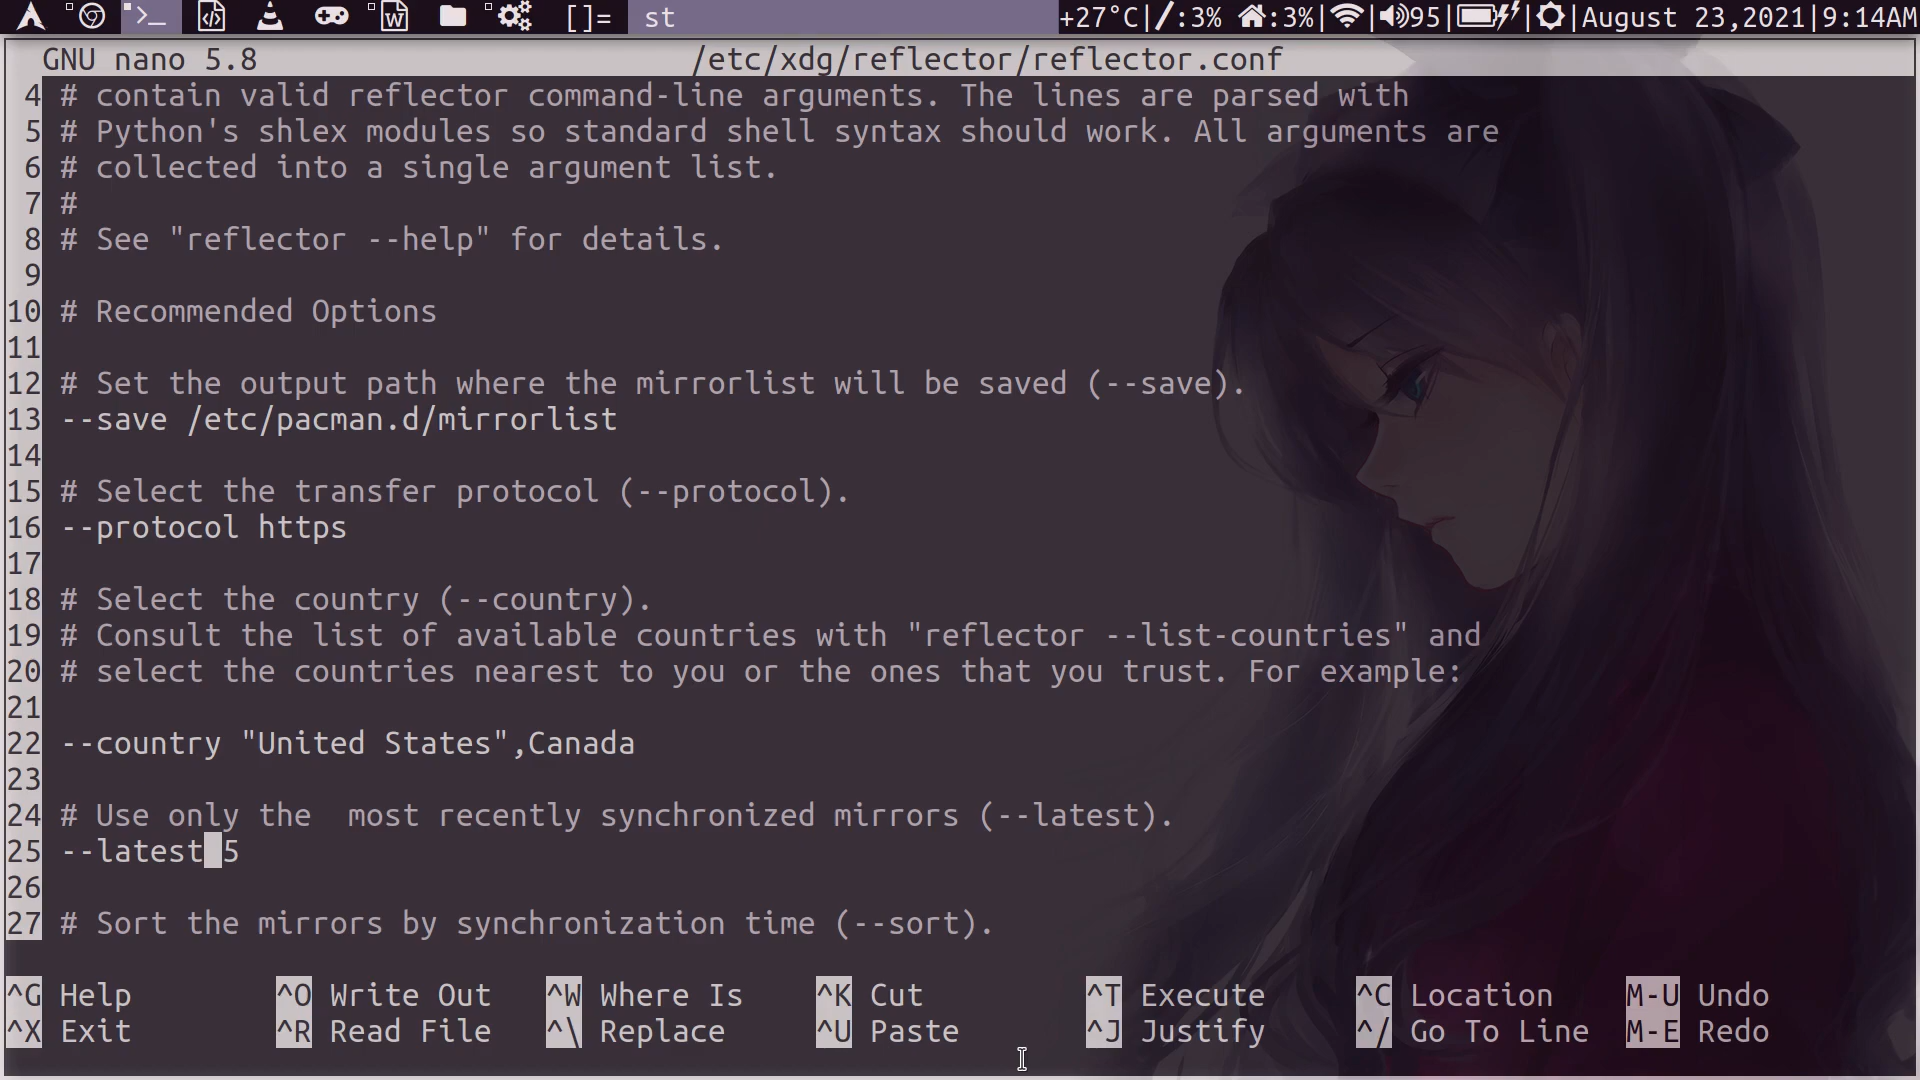 []= st +27°C|/:3% :3%| | 95| | |August 23,2021|9:14AM
GNU nano 5.8 /etc/xdg/reflector/reflector.conf
4 # contain valid reflector command-line arguments. The lines are parsed with
5 # Python's shlex modules so standard shell syntax should work. All arguments are
6 # collected into a single argument list.
7 #
8 # See "reflector --help" for details.
9
10 # Recommended Options
11
12 # Set the output path where the mirrorlist will be saved (--save).
13 --save /etc/pacman.d/mirrorlist
14
15 # Select the transfer protocol (--protocol).
16 --protocol https
17
18 # Select the country (--country).
19 # Consult the list of available countries with "reflector --list-countries" and
20 # select the countries nearest to you or the ones that you trust. For example:
21
22 --country "United States",Canada
23
24 # Use only the  most recently synchronized mirrors (--latest).
25 --latest 5
26
27 # Sort the mirrors by synchronization time (--sort).
^G Help ^O Write Out ^W Where Is ^K Cut ^T Execute ^C Location M-U Undo
^X Exit ^R Read File ^\ Replace ^U Paste ^J Justify ^/ Go To Line M-E Redo